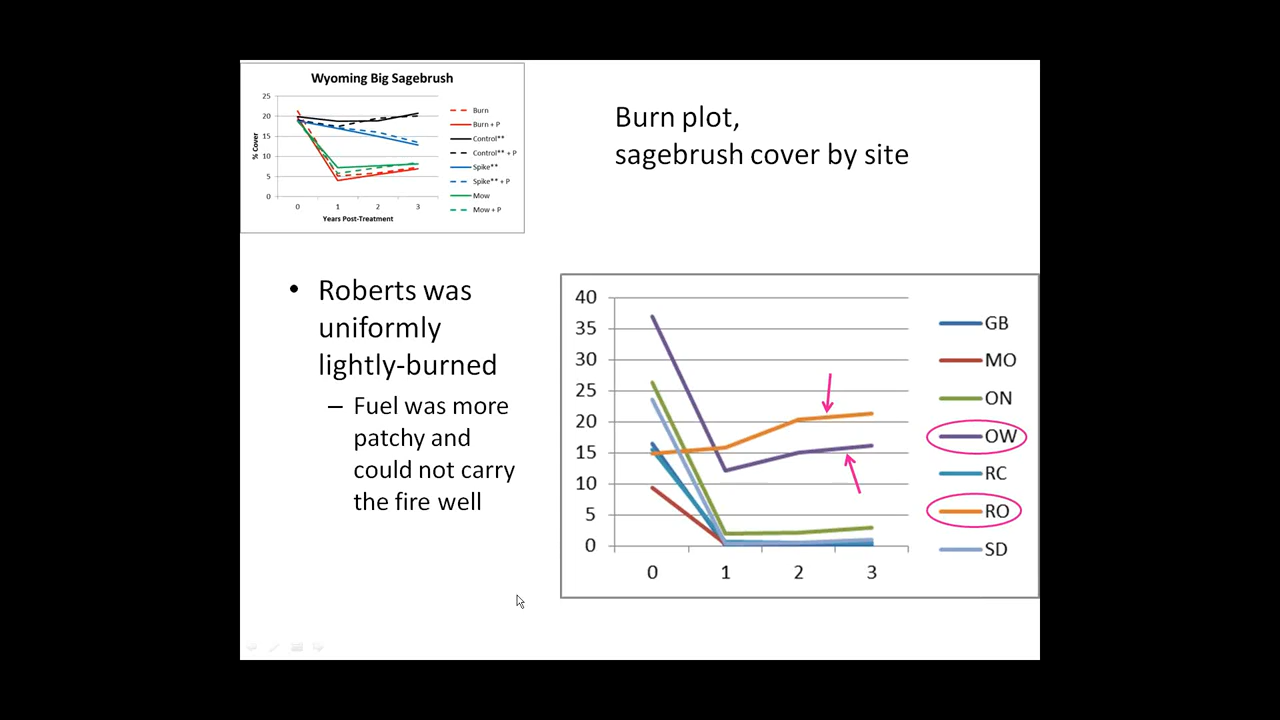 Wyoming Big Sagebrush
25
20
15
10
5
0
% Cover
0 1 2 3
Years Post-Treatment
Burn
Burn + P
Control**
Control** + P
Spike**
Spike** + P
Mow
Mow + P
Burn plot,
sagebrush cover by site
• Roberts was
uniformly
lightly-burned
– Fuel was more
patchy and
could not carry
the fire well
40
35
30
25
20
15
10
5
0
0 1 2 3
GB
MO
ON
OW
RC
RO
SD